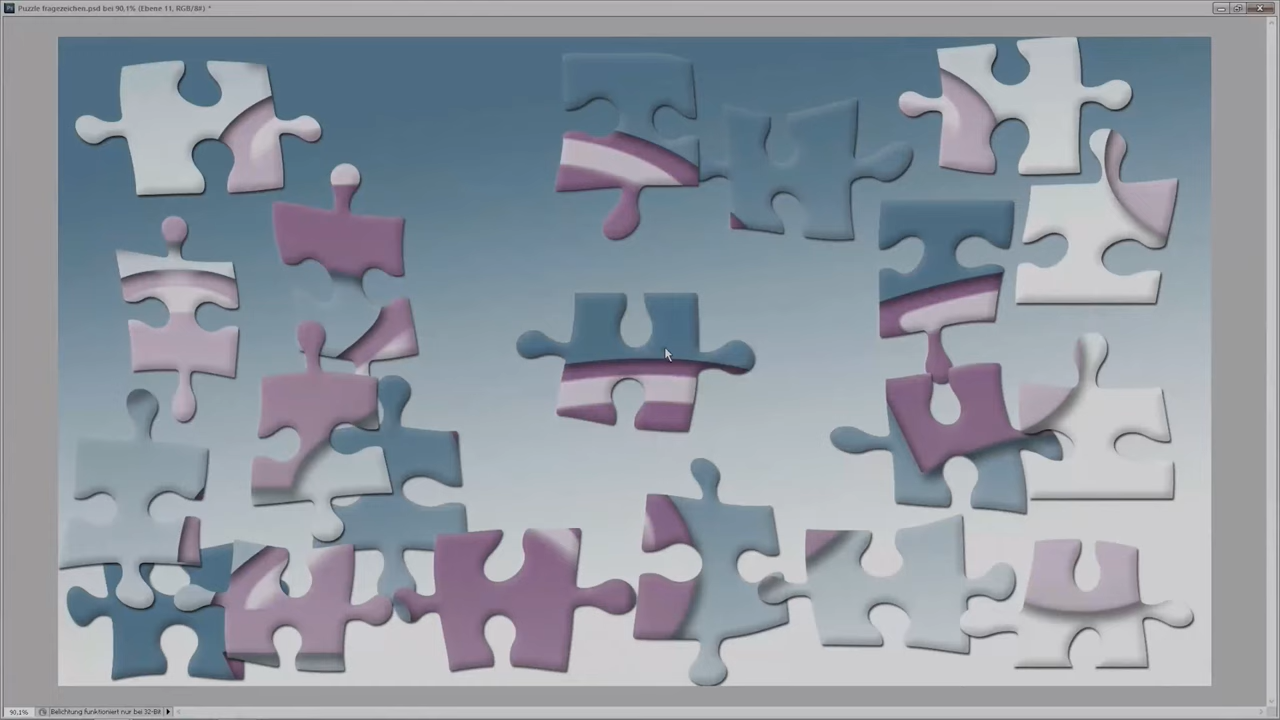 Puzzle fragezeichen.psd bei 90,1% (Ebene 11, RGB/8#) *
90,1%
Belichtung funktioniert nur bei 32-Bit